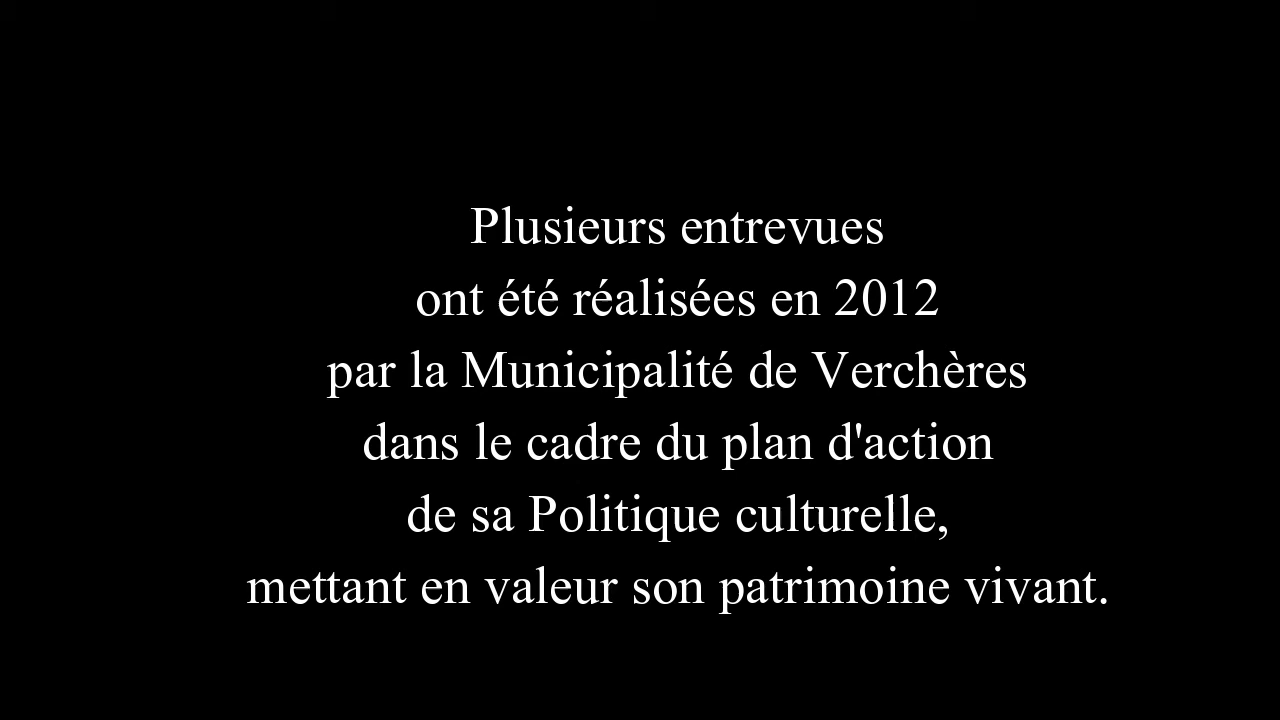 Plusieurs entrevues
ont été réalisées en 2012
par la Municipalité de Verchères
dans le cadre du plan d'action
de sa Politique culturelle,
mettant en valeur son patrimoine vivant.